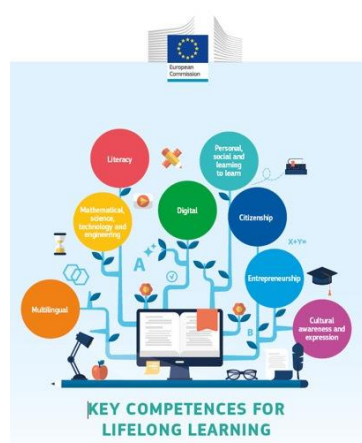 European
Commission
Literacy
Personal,
social and
learning
to learn
Mathematical,
science,
technology and
engineering
Digital
Citizenship
X+Y=
A
Entrepreneurship
Multilingual
B
Cultural
awareness and
expression
KEY COMPETENCES FOR
LIFELONG LEARNING